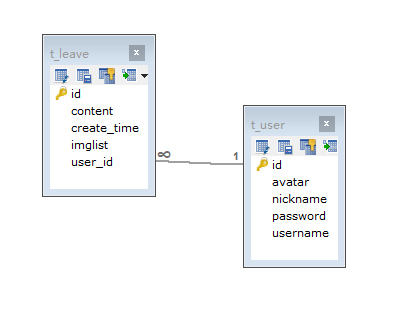 t_leave
id
content
create_time
imglist
user_id
∞
1
t_user
id
avatar
nickname
password
username